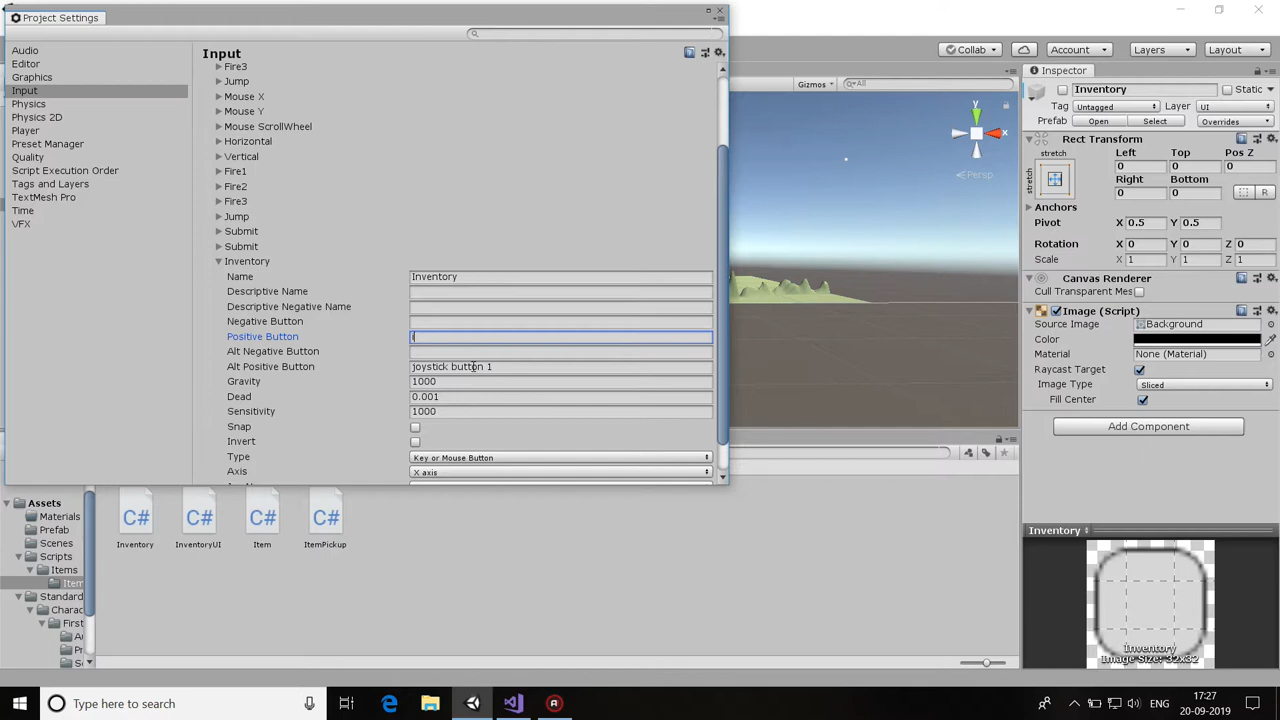 Project Settings
Audio
Editor
Graphics
Input
Physics
Physics 2D
Player
Preset Manager
Quality
Script Execution Order
Tags and Layers
TextMesh Pro
Time
VFX
Input
Fire3
Jump
Mouse X
Mouse Y
Mouse ScrollWheel
Horizontal
Vertical
Fire1
Fire2
Fire3
Jump
Submit
Submit
Inventory
Name Inventory
Descriptive Name
Descriptive Negative Name
Negative Button
Positive Button i
Alt Negative Button
Alt Positive Button joystick button 1
Gravity 1000
Dead 0.001
Sensitivity 1000
Snap
Invert
Type Key or Mouse Button
Axis X axis
Collab Account Layers Layout
Gizmos All
y
x
Persp
Inspector
Inventory Static
Tag Untagged Layer UI
Prefab Open Select Overrides
Rect Transform
stretch Left Top Pos Z
0 0 0
stretch Right Bottom
0 0 R
Anchors
Pivot X 0.5 Y 0.5
Rotation X 0 Y 0 Z 0
Scale X 1 Y 1 Z 1
Canvas Renderer
Cull Transparent Mes
Image (Script)
Source Image Background
Color
Material None (Material)
Raycast Target
Image Type Sliced
Fill Center
Add Component
Inventory
Inventory
Image Size: 32x32
Assets
Materials
Prefab
Scenes
Scripts
Items
Item
Standard
Charac
First
C# C# C# C#
Inventory InventoryUI Item ItemPickup
Type here to search
ENG
17:27
20-09-2019